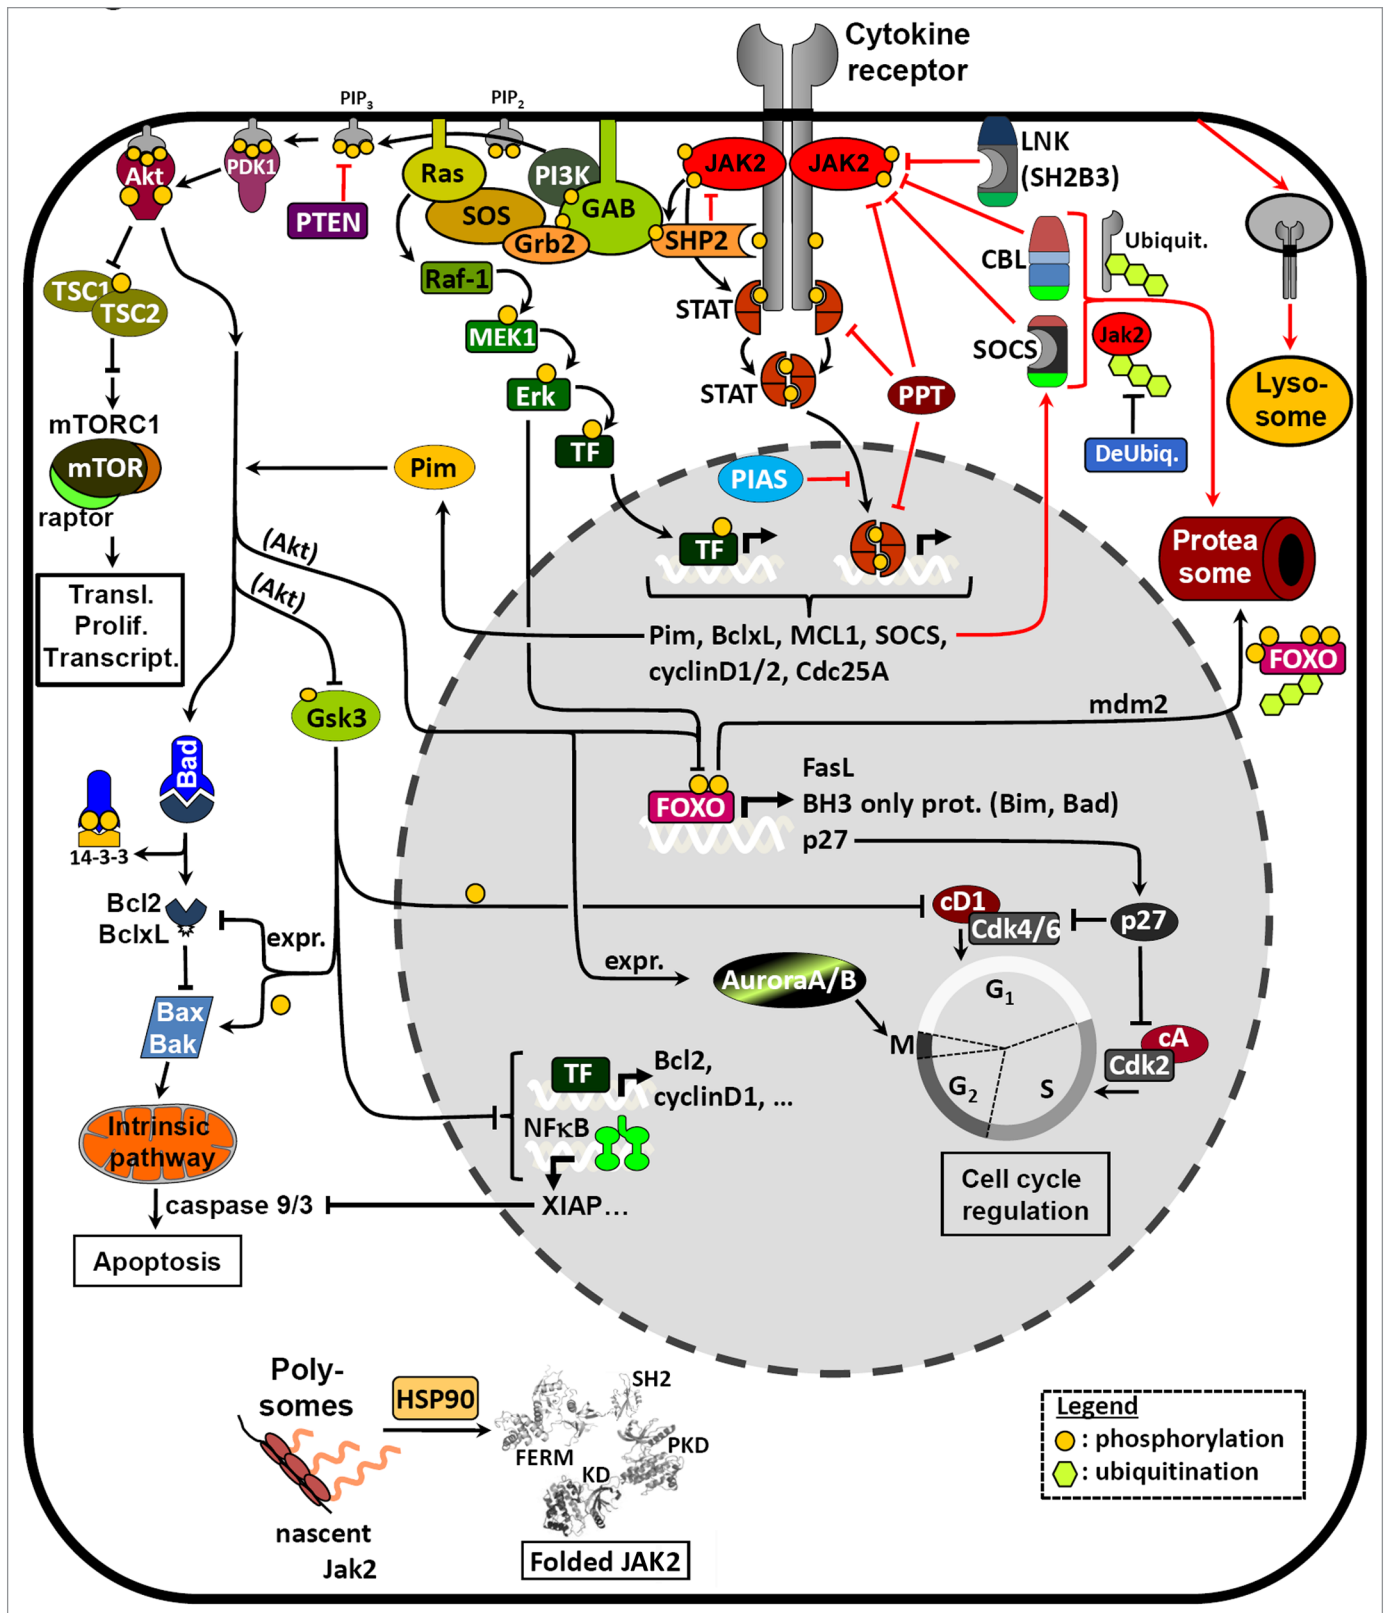 Cytokine
receptor
PIP3
PIP2
LNK
(SH2B3)
Akt
PDK1
PTEN
Ras
SOS
PI3K
GAB
Grb2
SHP2
JAK2
JAK2
CBL
Ubiquit.
TSC1
TSC2
Raf-1
MEK1
Erk
TF
STAT
STAT
SOCS
Jak2
DeUbiq.
PPT
PIAS
Lyso-
some
mTORC1
mTOR
raptor
Pim
Transl.
Prolif.
Transcript.
(Akt)
(Akt)
TF
Protea
some
Pim, BclxL, MCL1, SOCS,
cyclinD1/2, Cdc25A
FOXO
mdm2
Gsk3
Bad
14-3-3
FOXO
FasL
BH3 only prot. (Bim, Bad)
p27
Bcl2
BclxL
expr.
cD1
Cdk4/6
p27
expr.
AuroraA/B
Bax
Bak
G1
M
G2
S
cA
Cdk2
TF
Bcl2,
cyclinD1, ...
NFκB
XIAP...
Intrinsic
pathway
caspase 9/3
Apoptosis
Cell cycle
regulation
Poly-
somes
HSP90
nascent
Jak2
SH2
FERM
PKD
KD
Folded JAK2
Legend
: phosphorylation
: ubiquitination